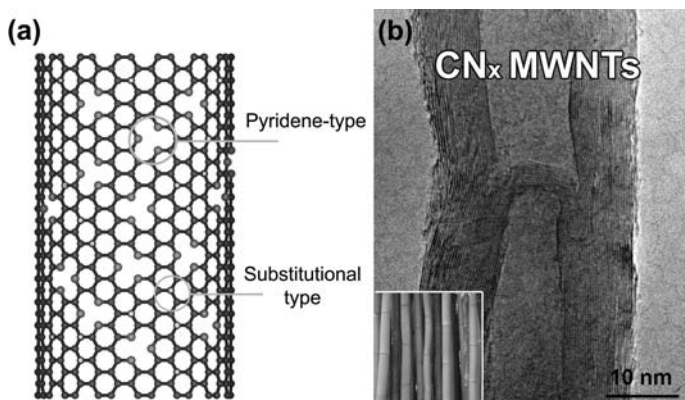 (a)
Pyridene-type
Substitutional
type
(b)
CNx MWNTs
10 nm